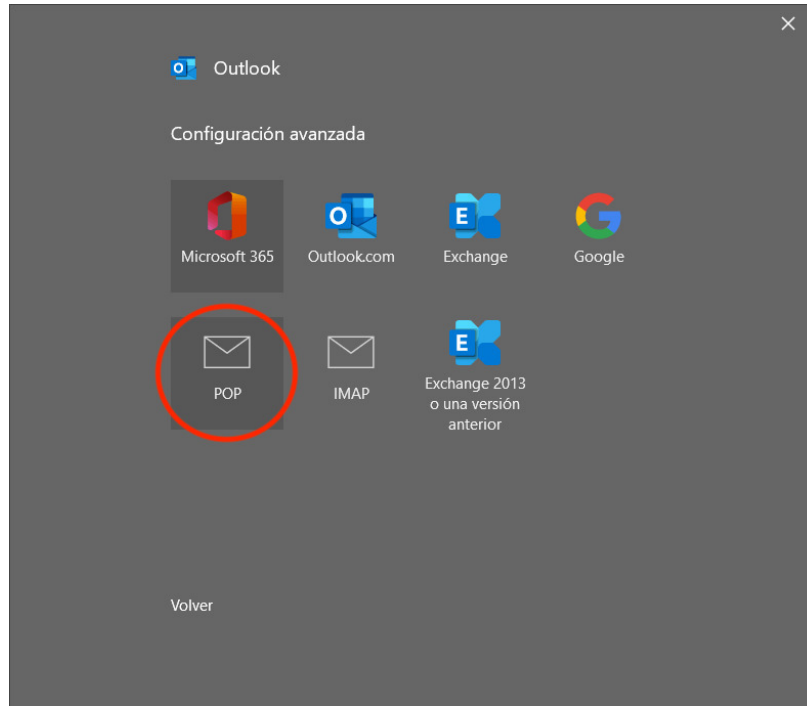 Outlook
Configuración avanzada
Microsoft 365
Outlook.com
Exchange
Google
POP
IMAP
Exchange 2013
o una versión
anterior
Volver